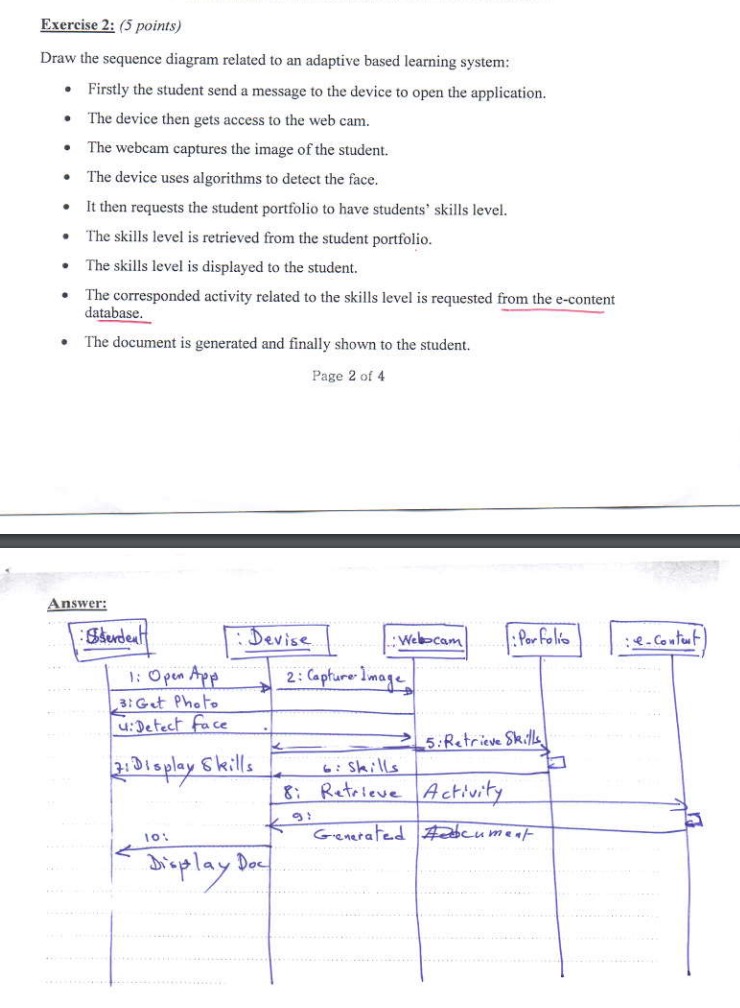 Exercise 2: (5 points)
Draw the sequence diagram related to an adaptive based learning system:
• Firstly the student send a message to the device to open the application.
• The device then gets access to the web cam.
• The webcam captures the image of the student.
• The device uses algorithms to detect the face.
• It then requests the student portfolio to have students' skills level.
• The skills level is retrieved from the student portfolio.
• The skills level is displayed to the student.
• The corresponded activity related to the skills level is requested from the e-content
database.
• The document is generated and finally shown to the student.
Page 2 of 4
Answer:
:Student :Devise :Webcam :Porfolio :e-Content
1: Open App 2: Capture Image
3: Get Photo
4: Detect face
5: Retrieve Skills
7: Display Skills 6: Skills
8: Retrieve Activity
9:
10: Generated document
Display Doc